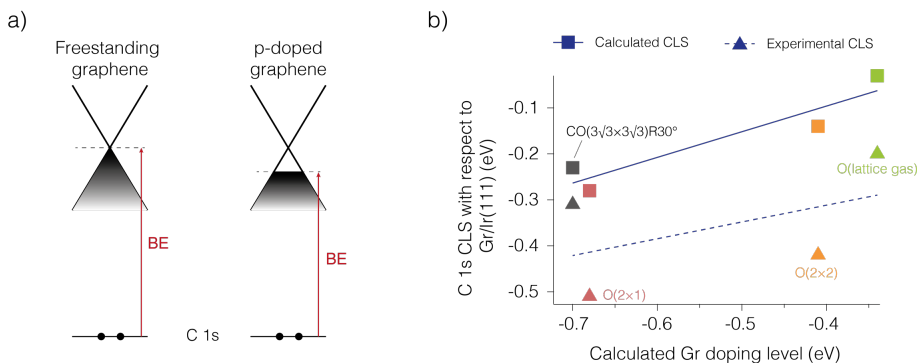 a)
Freestanding
graphene
p-doped
graphene
BE
BE
C 1s
b)
Calculated CLS
Experimental CLS
C 1s CLS with respect to
Gr/Ir(111) (eV)
-0.1
-0.2
-0.3
-0.4
-0.5
CO(3√3×3√3)R30°
O(lattice gas)
O(2×2)
O(2×1)
-0.7
-0.6
-0.5
-0.4
Calculated Gr doping level (eV)